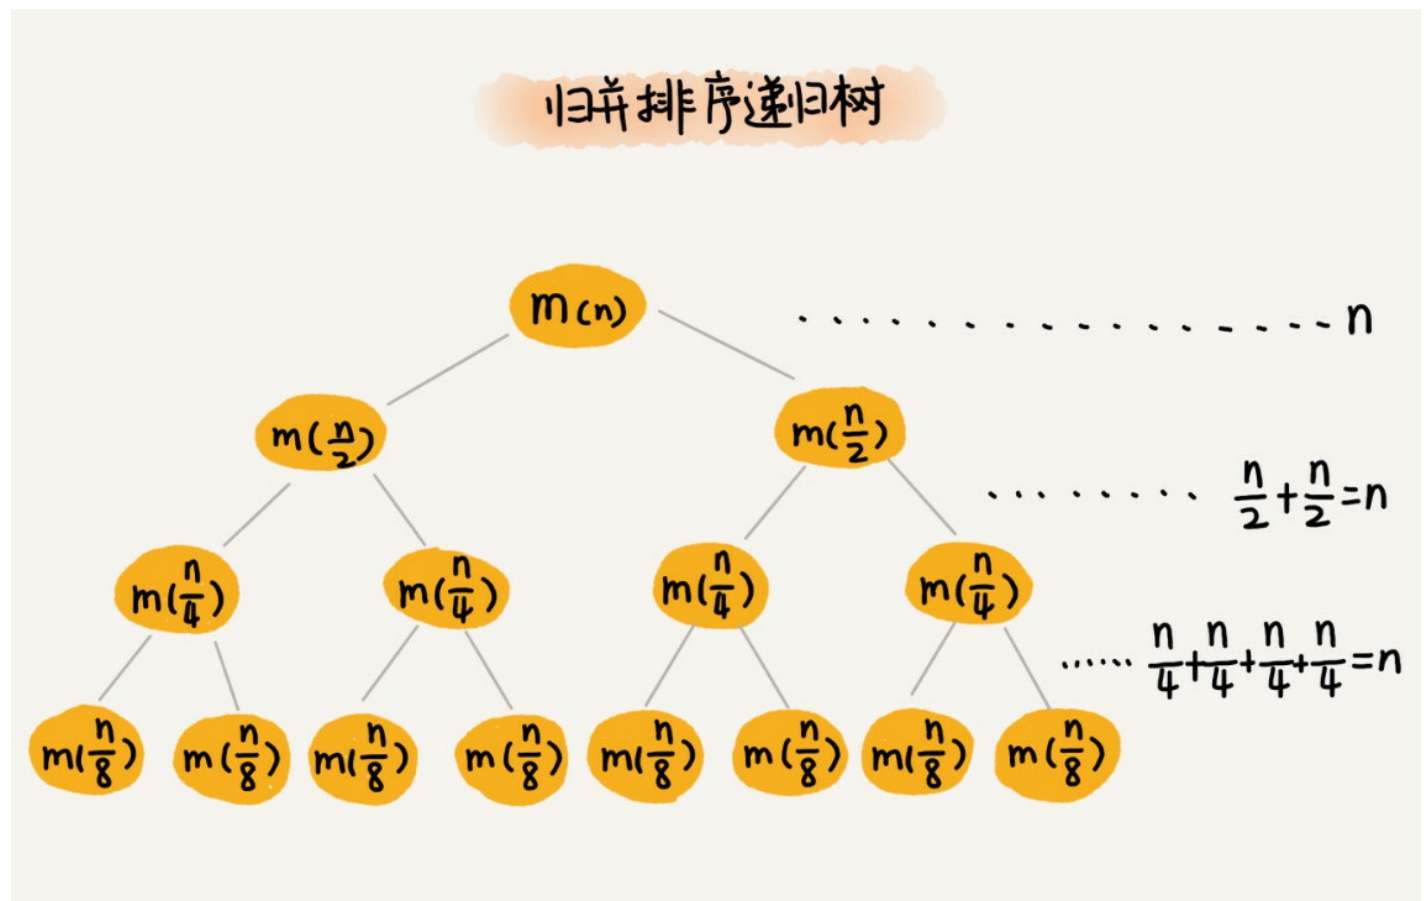 归并排序递归树
m(n) ................ n
m(n/2) m(n/2) ........ n/2+n/2=n
m(n/4) m(n/4) m(n/4) m(n/4) ...... n/4+n/4+n/4+n/4=n
m(n/8) m(n/8) m(n/8) m(n/8) m(n/8) m(n/8) m(n/8) m(n/8)